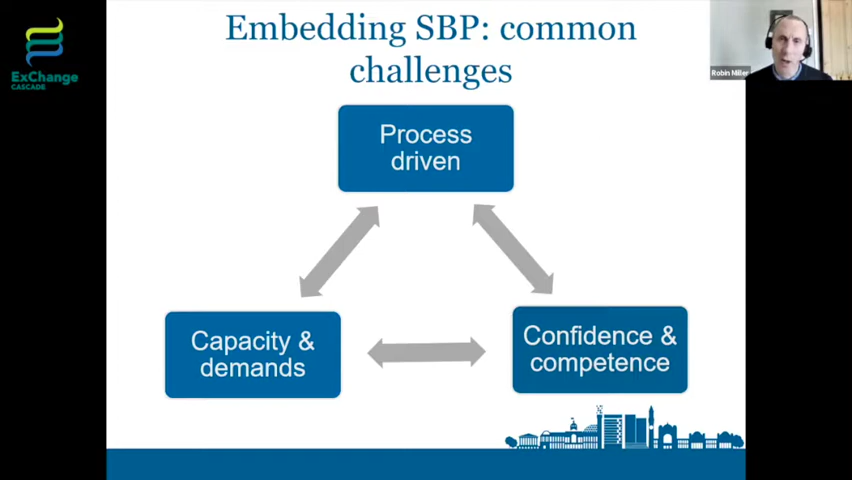 Embedding SBP: common
challenges
ExChange
CASCADE
Robin Miller
Process
driven
Capacity &
demands
Confidence &
competence